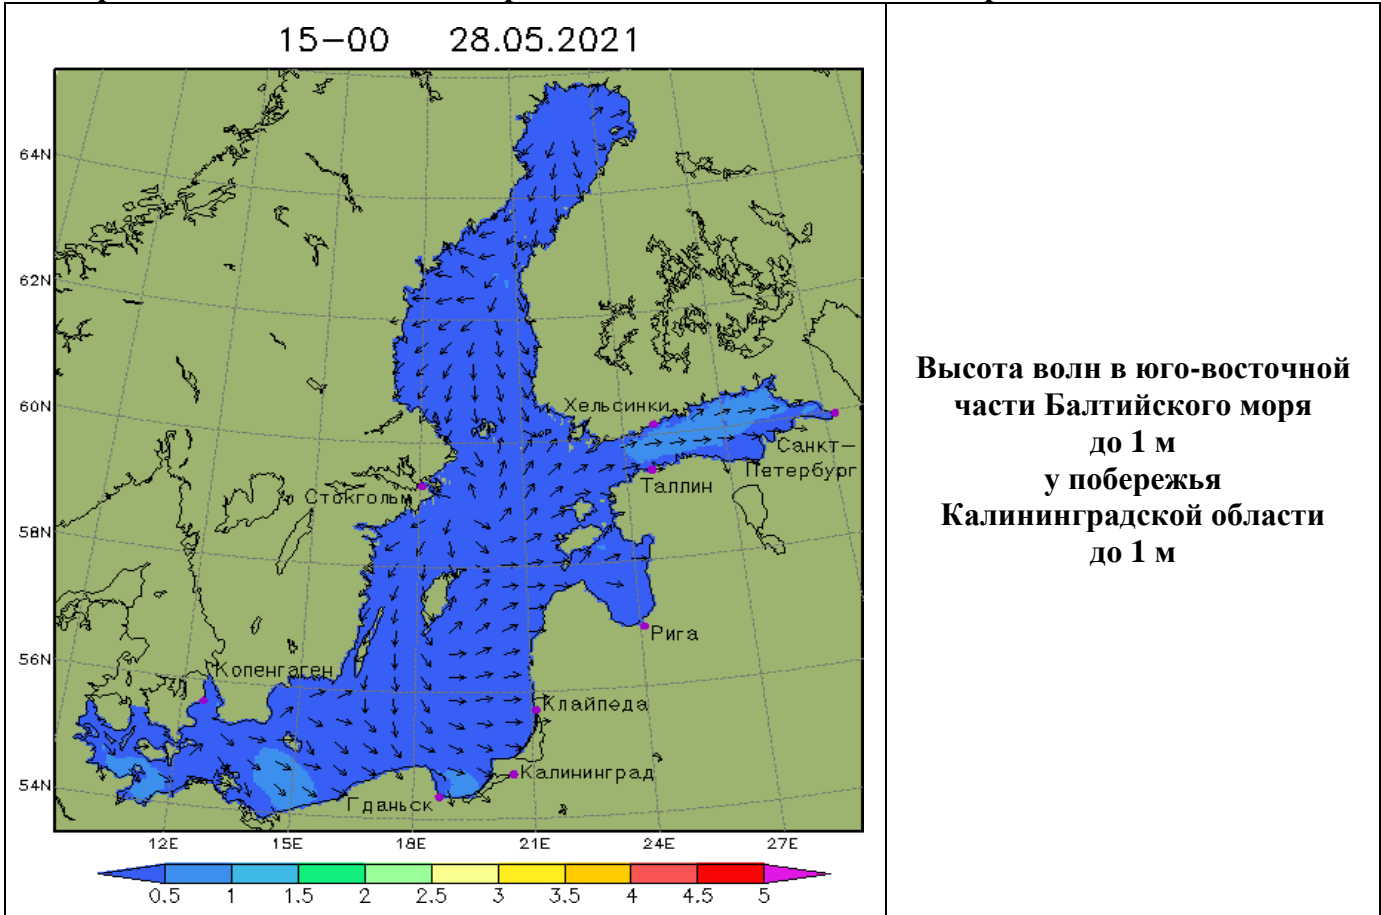 15-00 28.05.2021
64N
62N
60N
58N
56N
54N
Хельсинки
Санкт-
Петербург
Таллин
Стокгольм
Рига
Копенгаген
Клайпеда
Калининград
Гданьск
12E 15E 18E 21E 24E 27E
0.5 1 1.5 2 2.5 3 3.5 4 4.5 5
Высота волн в юго-восточной
части Балтийского моря
до 1 м
у побережья
Калининградской области
до 1 м